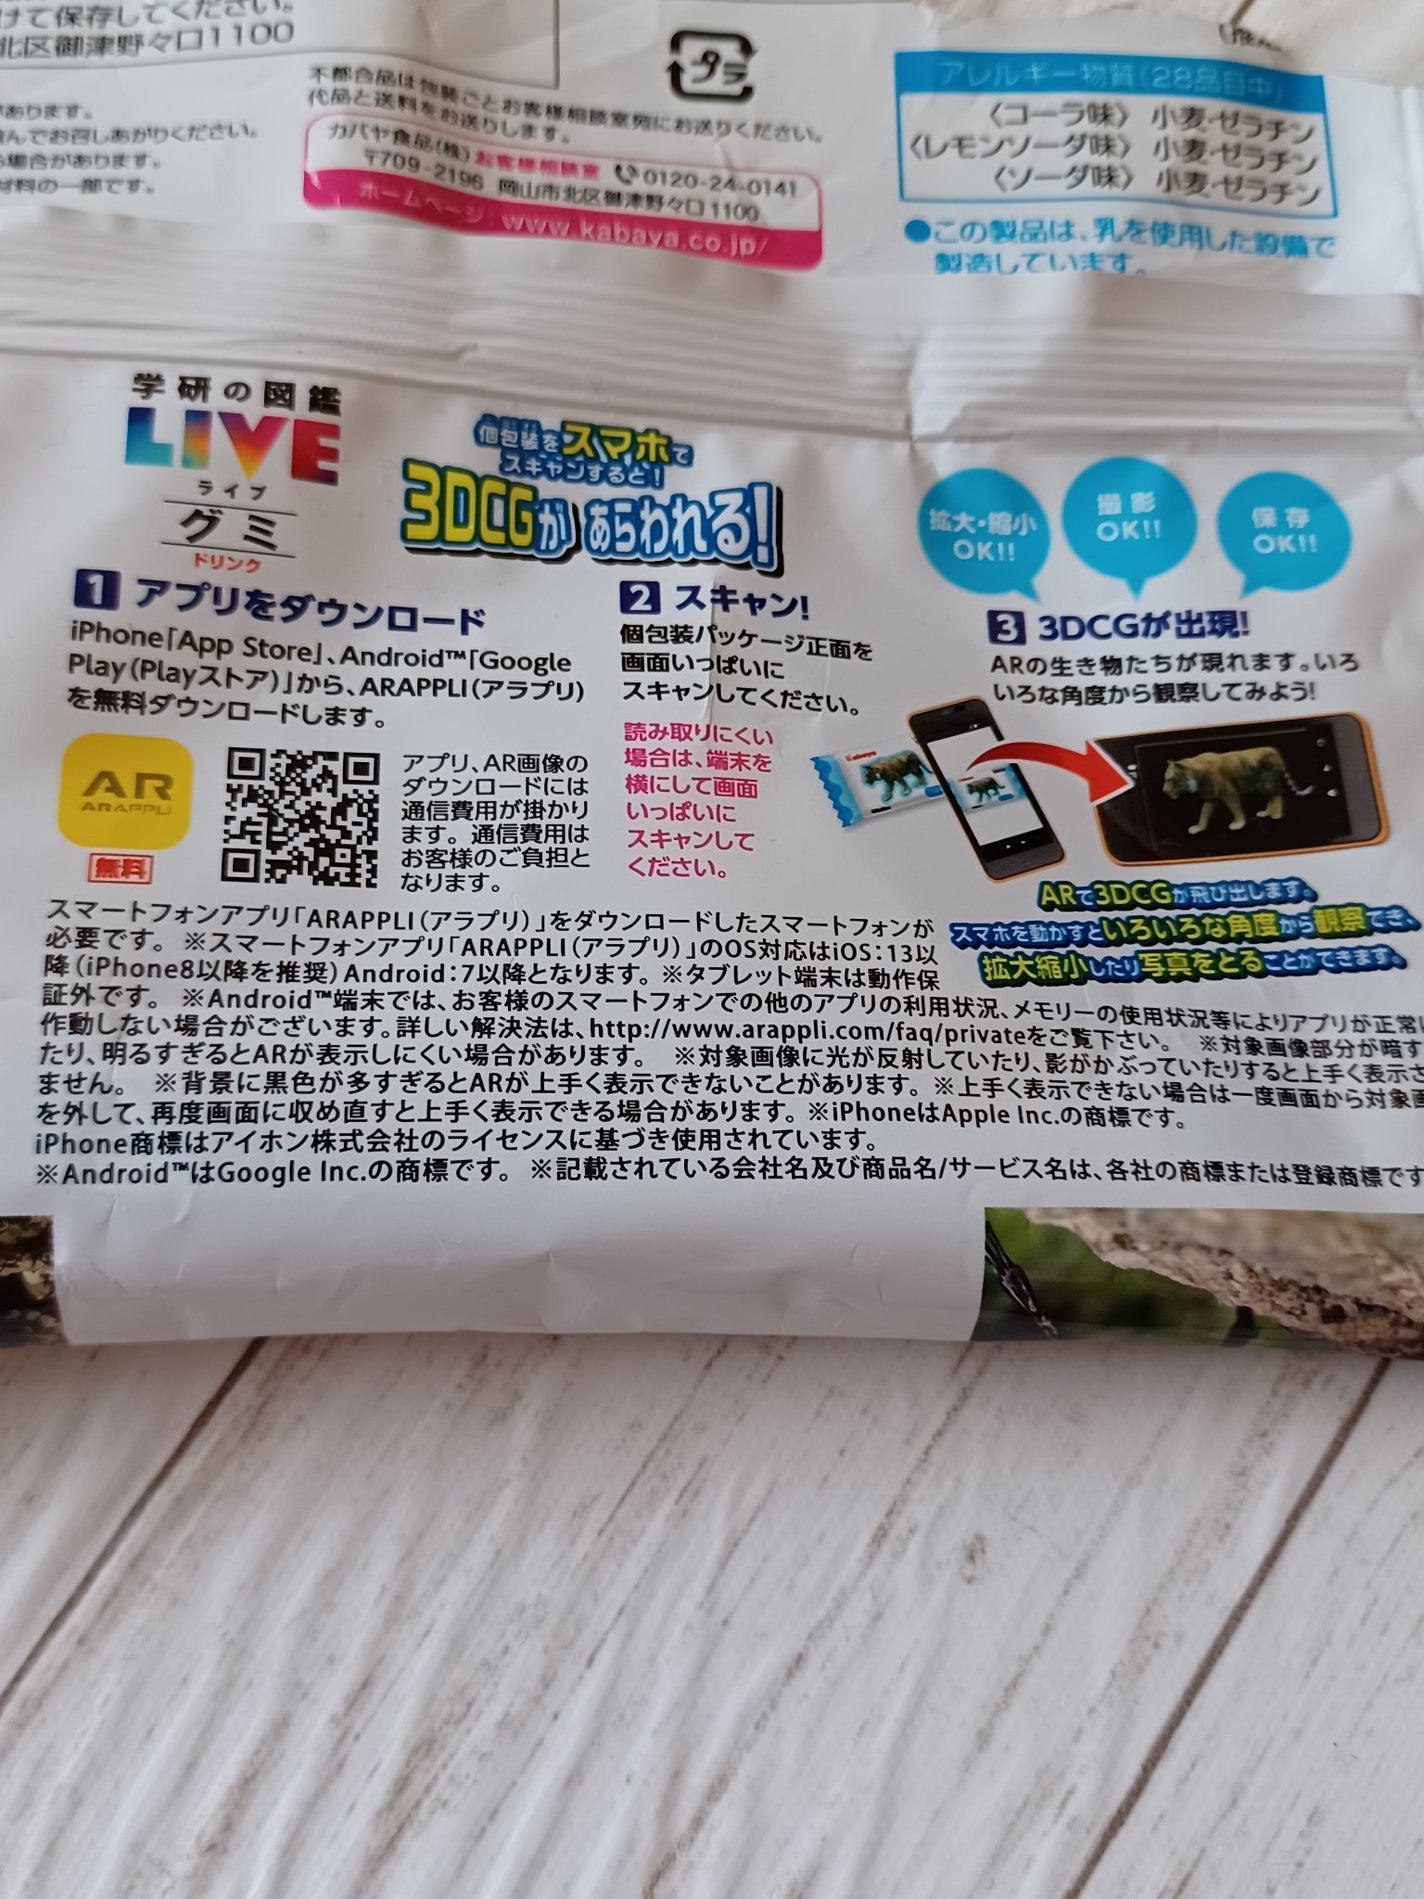 けて保存してください。
北区御津野々口1100
があります。
んでお召しあがりください。
場合があります。
材料の一部です。
不都合品は包装ごとお客様相談室宛にお送りください。
代品と送料をお送りします。
カバヤ食品(株)お客様相談室 0120-24-0141
〒709-2196 岡山市北区御津野々口1100
ホームページ:www.kabaya.co.jp/
プラ
アレルギー物質(28品目中)
〈コーラ味〉 小麦・ゼラチン
〈レモンソーダ味〉 小麦・ゼラチン
〈ソーダ味〉 小麦・ゼラチン
●この製品は、乳を使用した設備で
製造しています。
学研の図鑑
LIVE
ライブ
グミ
ドリンク
個包装をスマホで
スキャンすると!
3DCGがあらわれる!
拡大・縮小
OK!!
撮影
OK!!
保存
OK!!
1 アプリをダウンロード
iPhone「App Store」、Android™「Google
Play(Playストア)」から、ARAPPLI(アラプリ)
を無料ダウンロードします。
AR
ARAPPLI
無料
アプリ、AR画像の
ダウンロードには
通信費用が掛かり
ます。通信費用は
お客様のご負担と
なります。
2 スキャン!
個包装パッケージ正面を
画面いっぱいに
スキャンしてください。
読み取りにくい
場合は、端末を
横にして画面
いっぱいに
スキャンして
ください。
3 3DCGが出現!
ARの生き物たちが現れます。いろ
いろな角度から観察してみよう!
Kabaya
ARで3DCGが飛び出します。
スマホを動かすといろいろな角度から観察でき、
拡大縮小したり写真をとることができます。
スマートフォンアプリ「ARAPPLI(アラプリ)」をダウンロードしたスマートフォンが
必要です。 ※スマートフォンアプリ「ARAPPLI(アラプリ)」のOS対応はiOS:13以
降(iPhone8以降を推奨)Android:7以降となります。※タブレット端末は動作保
証外です。 ※Android™端末では、お客様のスマートフォンでの他のアプリの利用状況、メモリーの使用状況等によりアプリが正常に
作動しない場合がございます。詳しい解決法は、http://www.arappli.com/faq/privateをご覧下さい。 ※対象画像部分が暗す
たり、明るすぎるとARが表示しにくい場合があります。 ※対象画像に光が反射していたり、影がかぶっていたりすると上手く表示さ
ません。 ※背景に黒色が多すぎるとARが上手く表示できないことがあります。※上手く表示できない場合は一度画面から対象画
を外して、再度画面に収め直すと上手く表示できる場合があります。※iPhoneはApple Inc.の商標です。
iPhone商標はアイホン株式会社のライセンスに基づき使用されています。
※Android™はGoogle Inc.の商標です。 ※記載されている会社名及び商品名/サービス名は、各社の商標または登録商標です